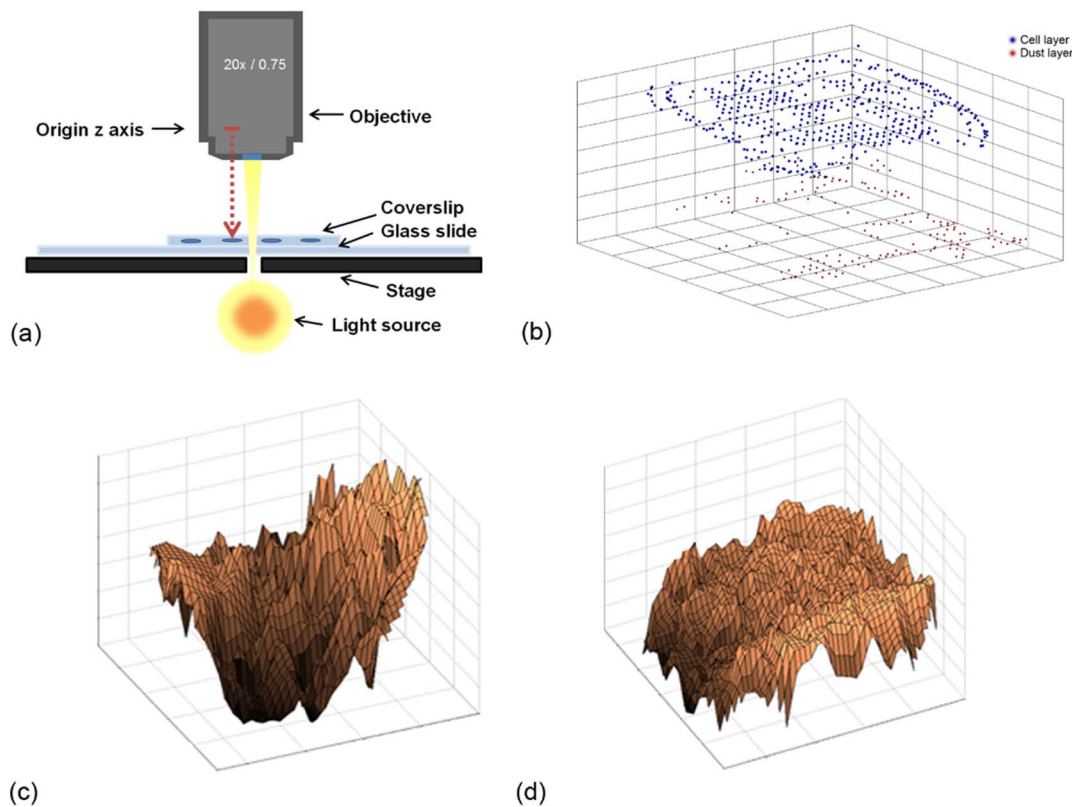 20x / 0.75
Origin z axis
Objective
Coverslip
Glass slide
Stage
Light source
(a)
Cell layer
Dust layer
(b)
(c)
(d)